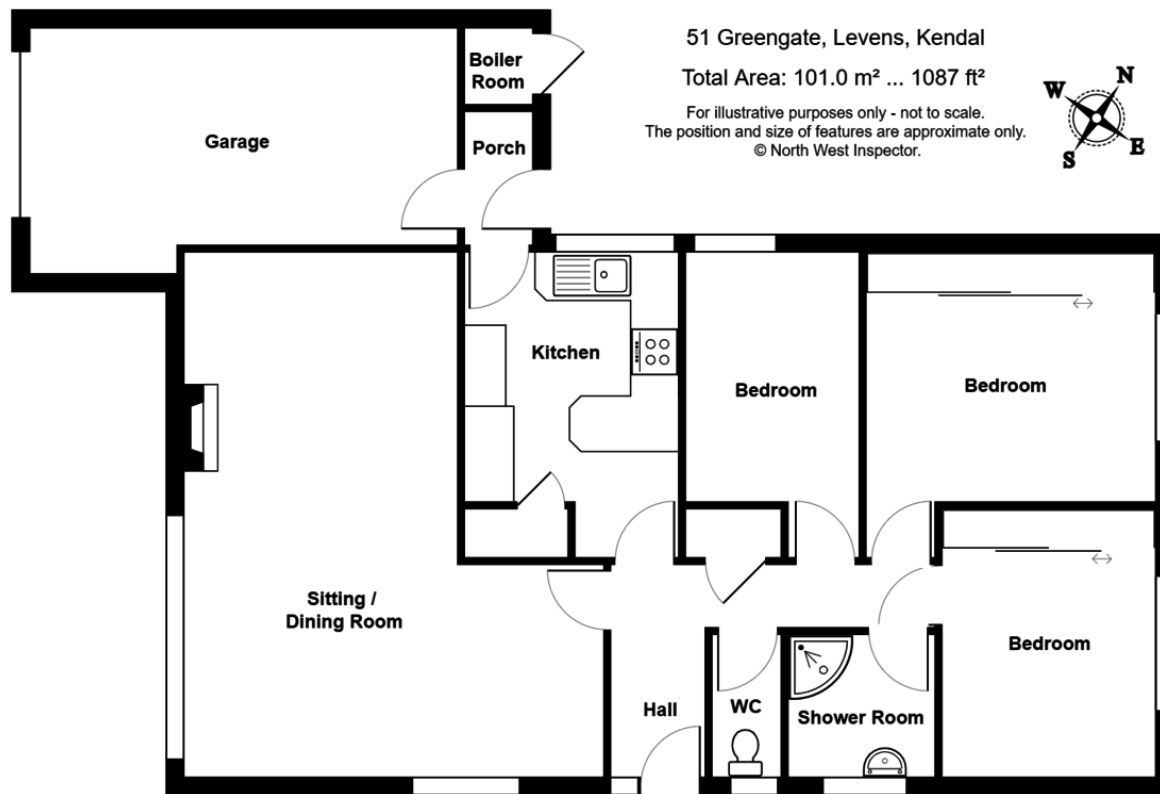 51 Greengate, Levens, Kendal
Total Area: 101.0 m² ... 1087 ft²
For illustrative purposes only - not to scale.
The position and size of features are approximate only.
© North West Inspector.
N
W
E
S
Boiler
Room
Garage
Porch
Kitchen
Bedroom
Bedroom
Sitting /
Dining Room
Bedroom
Hall
WC
Shower Room